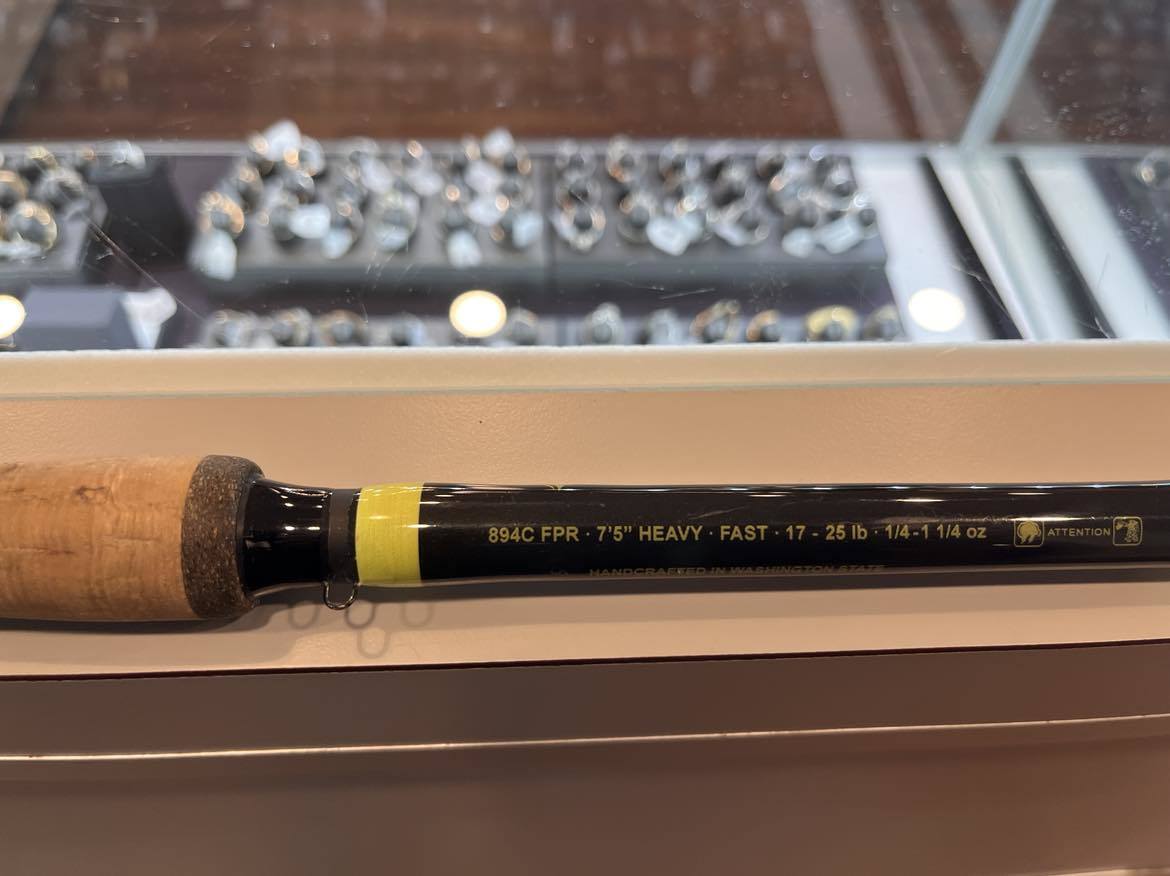 894C FPR · 7'5" HEAVY · FAST · 17 - 25 lb · 1/4-1 1/4 oz ATTENTION
HANDCRAFTED IN WASHINGTON STATE